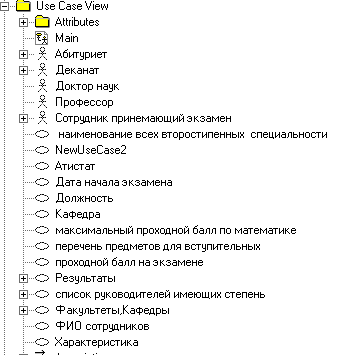 Use Case View
Attributes
Main
Абитуриет
Деканат
Доктор наук
Профессор
Сотрудник принемающий экзамен
наименование всех второстипенн специальности
NewUseCase2
Атистат
Дата начала экзамена
Должность
Кафедра
максимальный проходной балл по математике
перечень предметов для вступительных
проходной балл на экзамене
Результаты
список руководителей имеющих степень
Факультеты,Кафедры
ФИО сотрудников
Характеристика